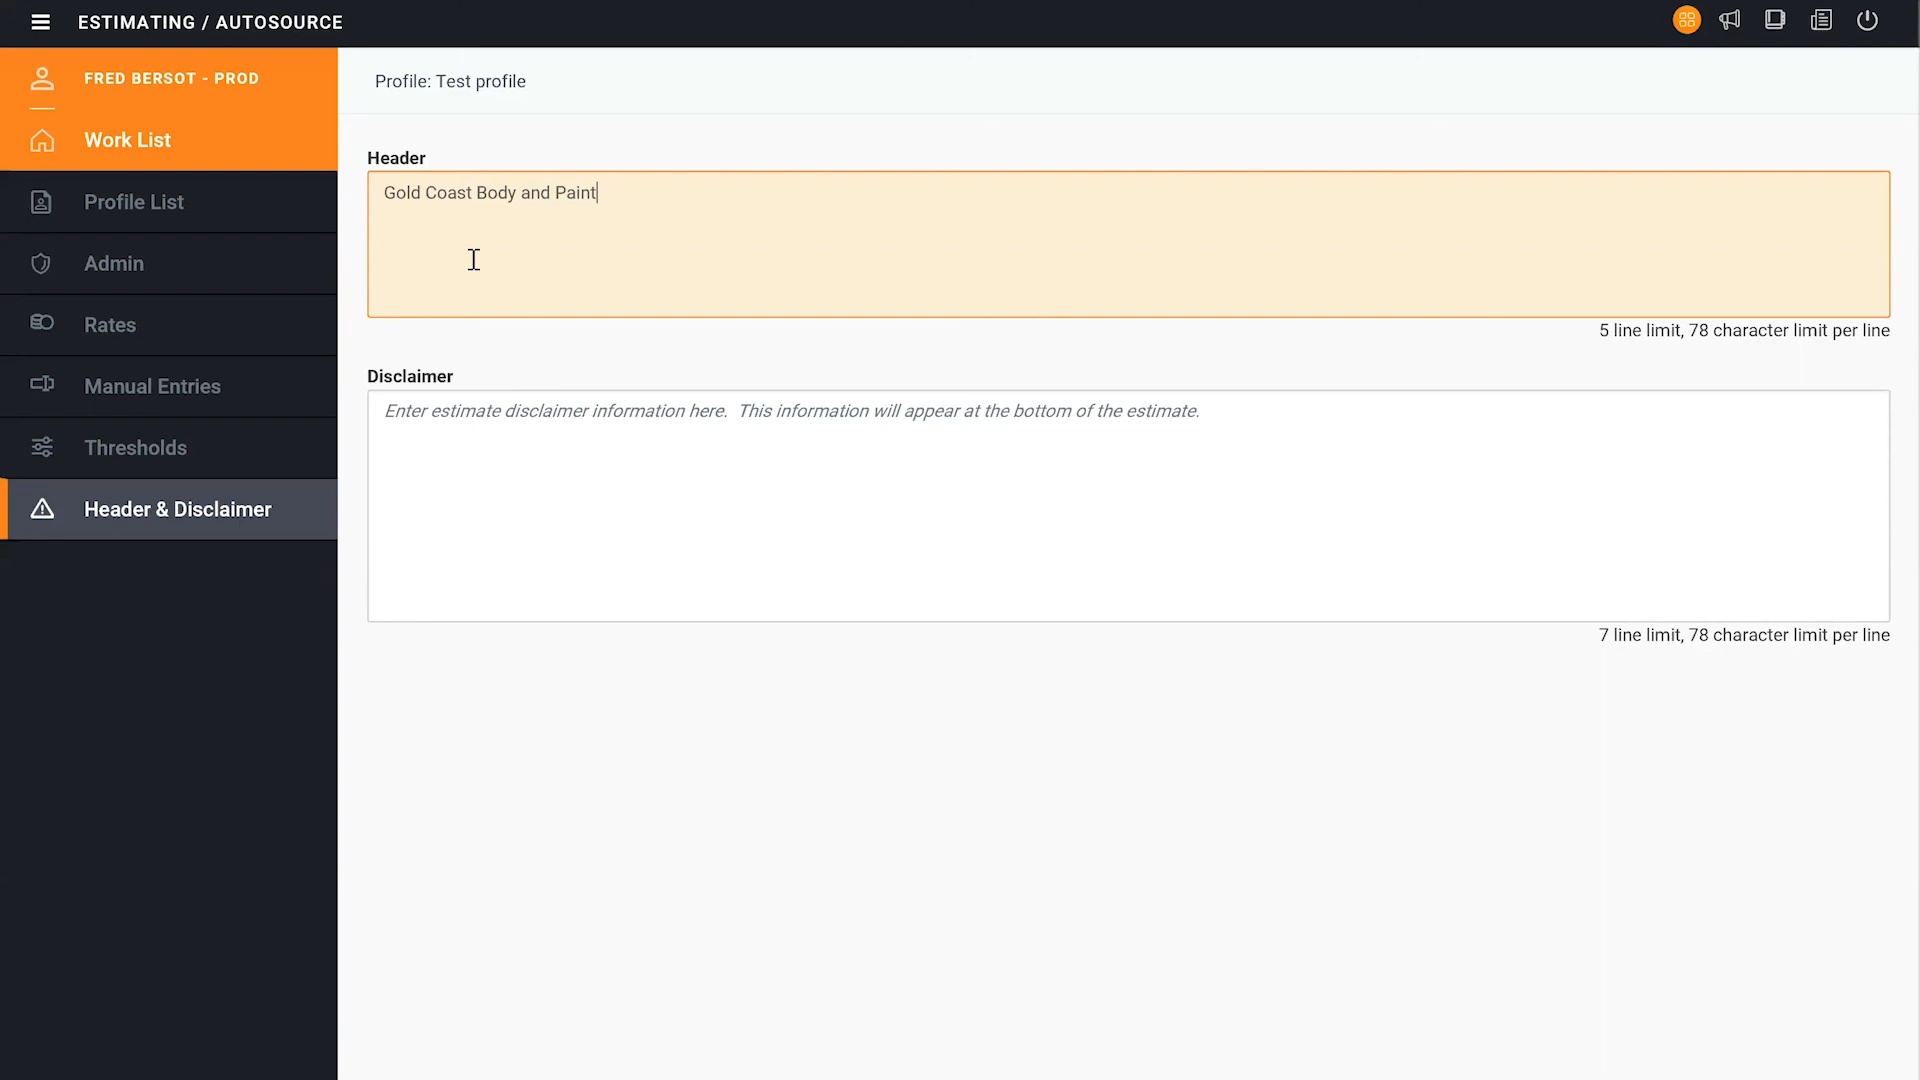 ESTIMATING / AUTOSOURCE
FRED BERSOT - PROD
Work List
Profile List
Admin
Rates
Manual Entries
Thresholds
Header & Disclaimer
Profile: Test profile
Header
Gold Coast Body and Paint
5 line limit, 78 character limit per line
Disclaimer
Enter estimate disclaimer information here.  This information will appear at the bottom of the estimate.
7 line limit, 78 character limit per line